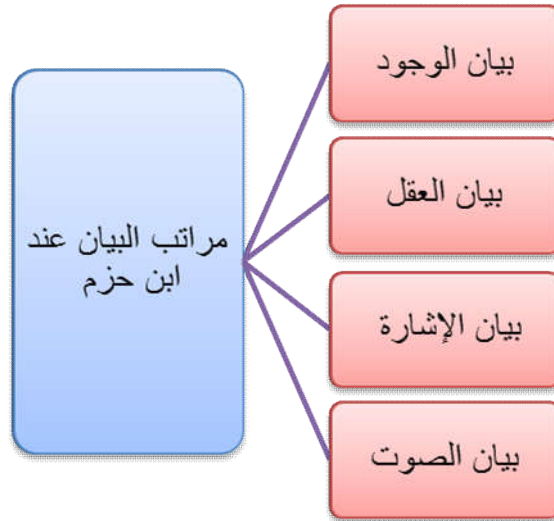 مراتب البيان عند
ابن حزم
بيان الوجود
بيان العقل
بيان الإشارة
بيان الصوت